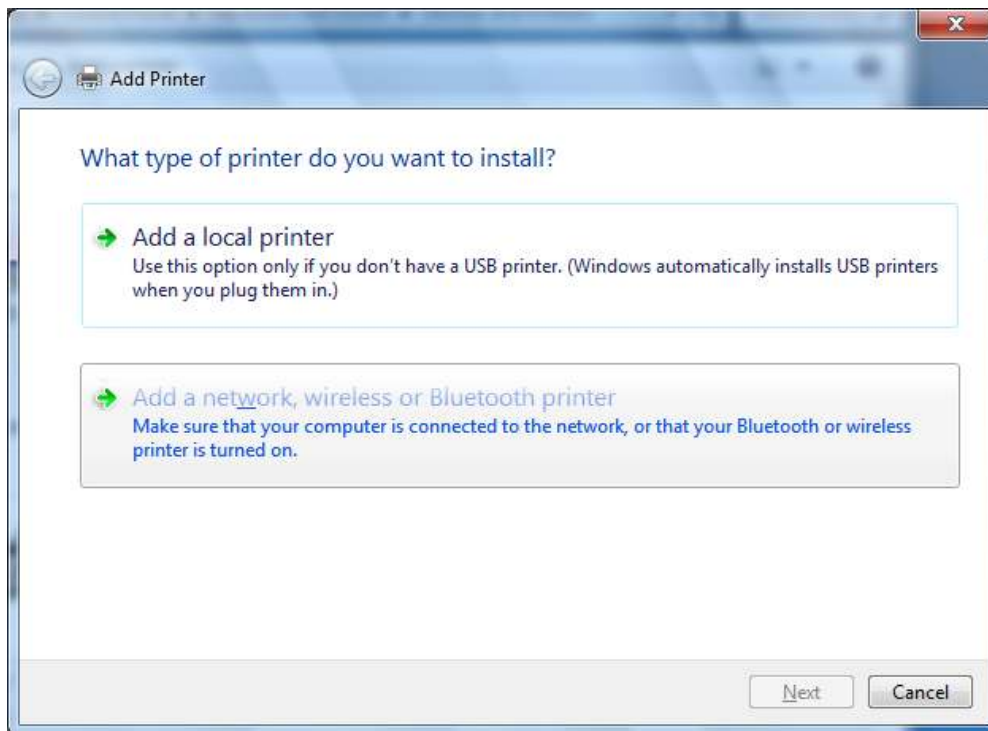 Add Printer
What type of printer do you want to install?
Add a local printer
Use this option only if you don't have a USB printer. (Windows automatically installs USB printers
when you plug them in.)
Add a network, wireless or Bluetooth printer
Make sure that your computer is connected to the network, or that your Bluetooth or wireless
printer is turned on.
Next
Cancel